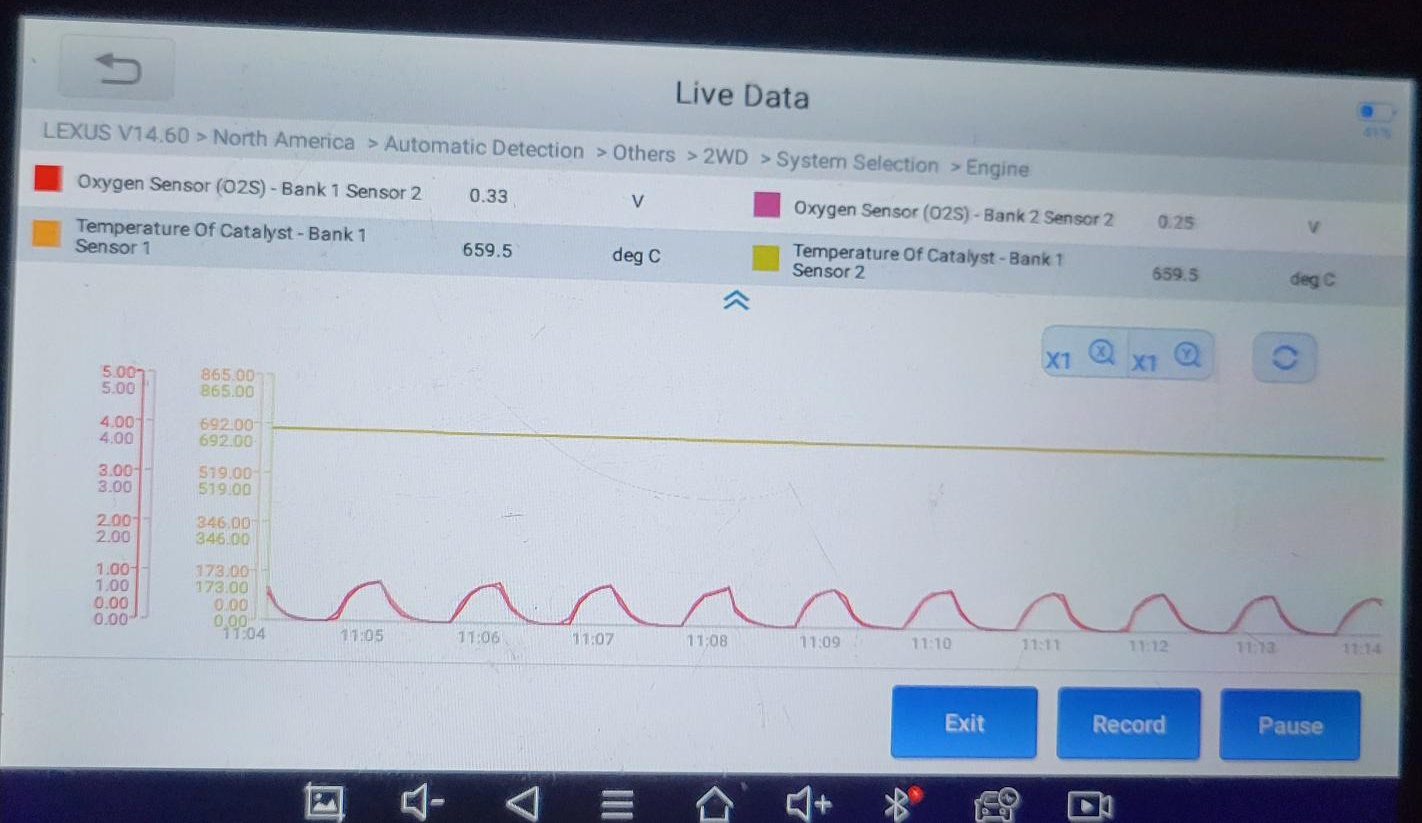 Live Data
41%
LEXUS V14.60 > North America > Automatic Detection > Others > 2WD > System Selection > Engine
Oxygen Sensor (O2S) - Bank 1 Sensor 2 0.33 V
Oxygen Sensor (O2S) - Bank 2 Sensor 2 0.25 V
Temperature Of Catalyst - Bank 1
Sensor 1 659.5 deg C
Temperature Of Catalyst - Bank 1
Sensor 2 659.5 deg C
X1 X X1 Y
5.00 865.00
5.00 865.00
4.00 692.00
4.00 692.00
3.00 519.00
3.00 519.00
2.00 346.00
2.00 346.00
1.00 173.00
1.00 173.00
0.00 0.00
0.00 0.00
11:04 11:05 11:06 11:07 11:08 11:09 11:10 11:11 11:12 11:13 11:14
Exit Record Pause